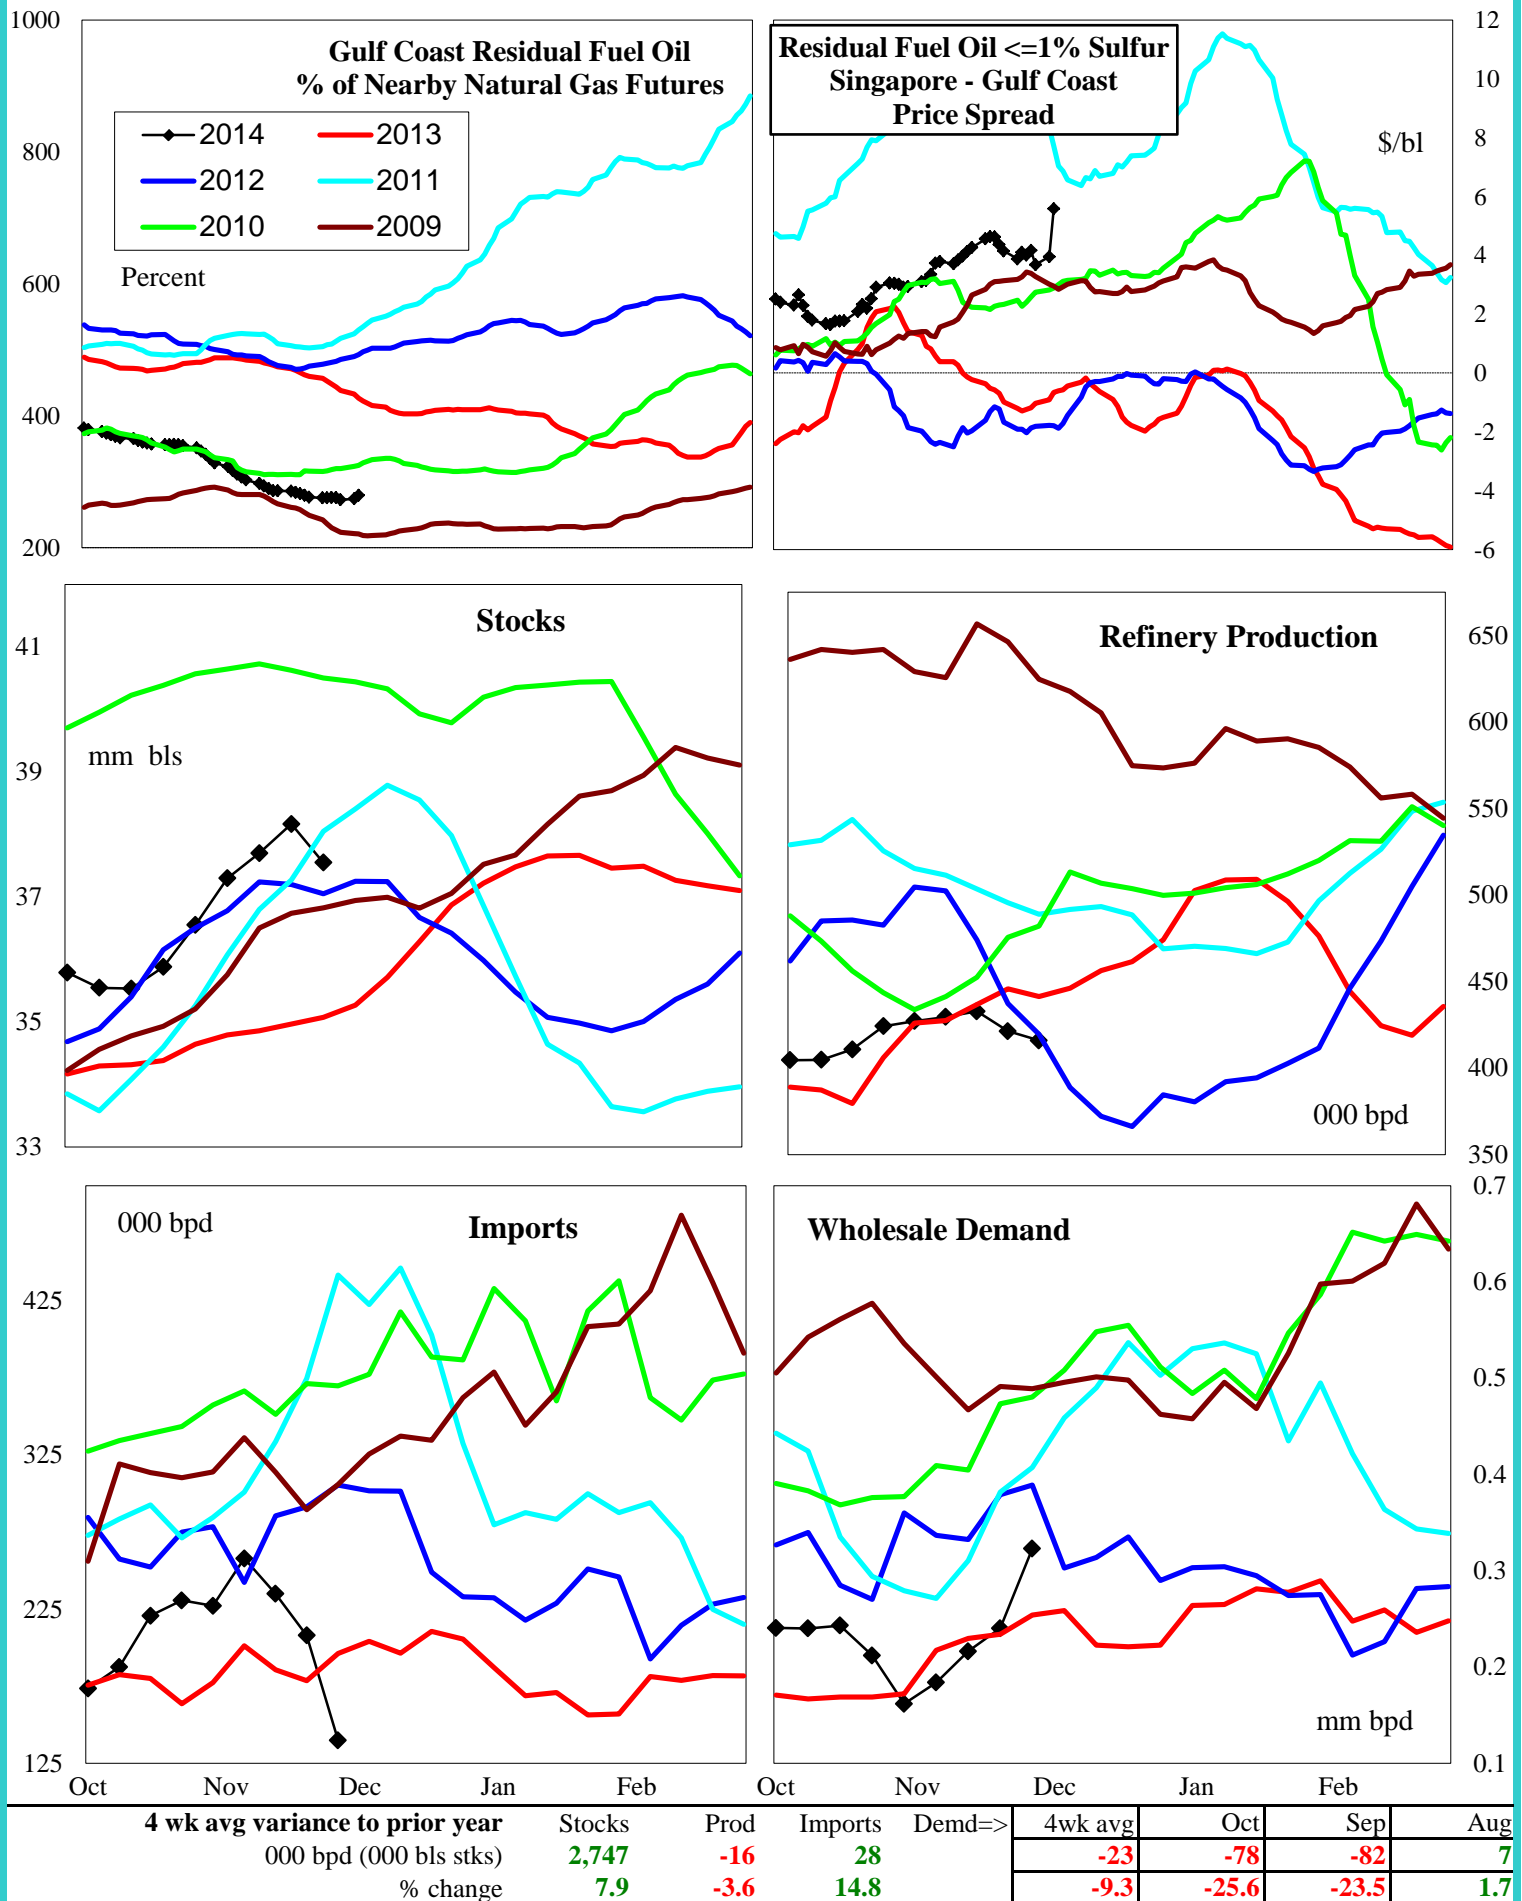 Gulf Coast Residual Fuel Oil
% of Nearby Natural Gas Futures
1000
800
600
400
200
2014 2013
2012 2011
2010 2009
Percent
Residual Fuel Oil <=1% Sulfur
Singapore - Gulf Coast
Price Spread
$/bl
12
10
8
6
4
2
0
-2
-4
-6
Stocks
mm bls
41
39
37
35
33
Refinery Production
000 bpd
650
600
550
500
450
400
350
Imports
000 bpd
425
325
225
125
Oct Nov Dec Jan Feb
Wholesale Demand
mm bpd
0.7
0.6
0.5
0.4
0.3
0.2
0.1
Oct Nov Dec Jan Feb
4 wk avg variance to prior year Stocks Prod Imports Demd=> 4wk avg Oct Sep Aug
000 bpd (000 bls stks) 2,747 -16 28 -23 -78 -82 7
% change 7.9 -3.6 14.8 -9.3 -25.6 -23.5 1.7